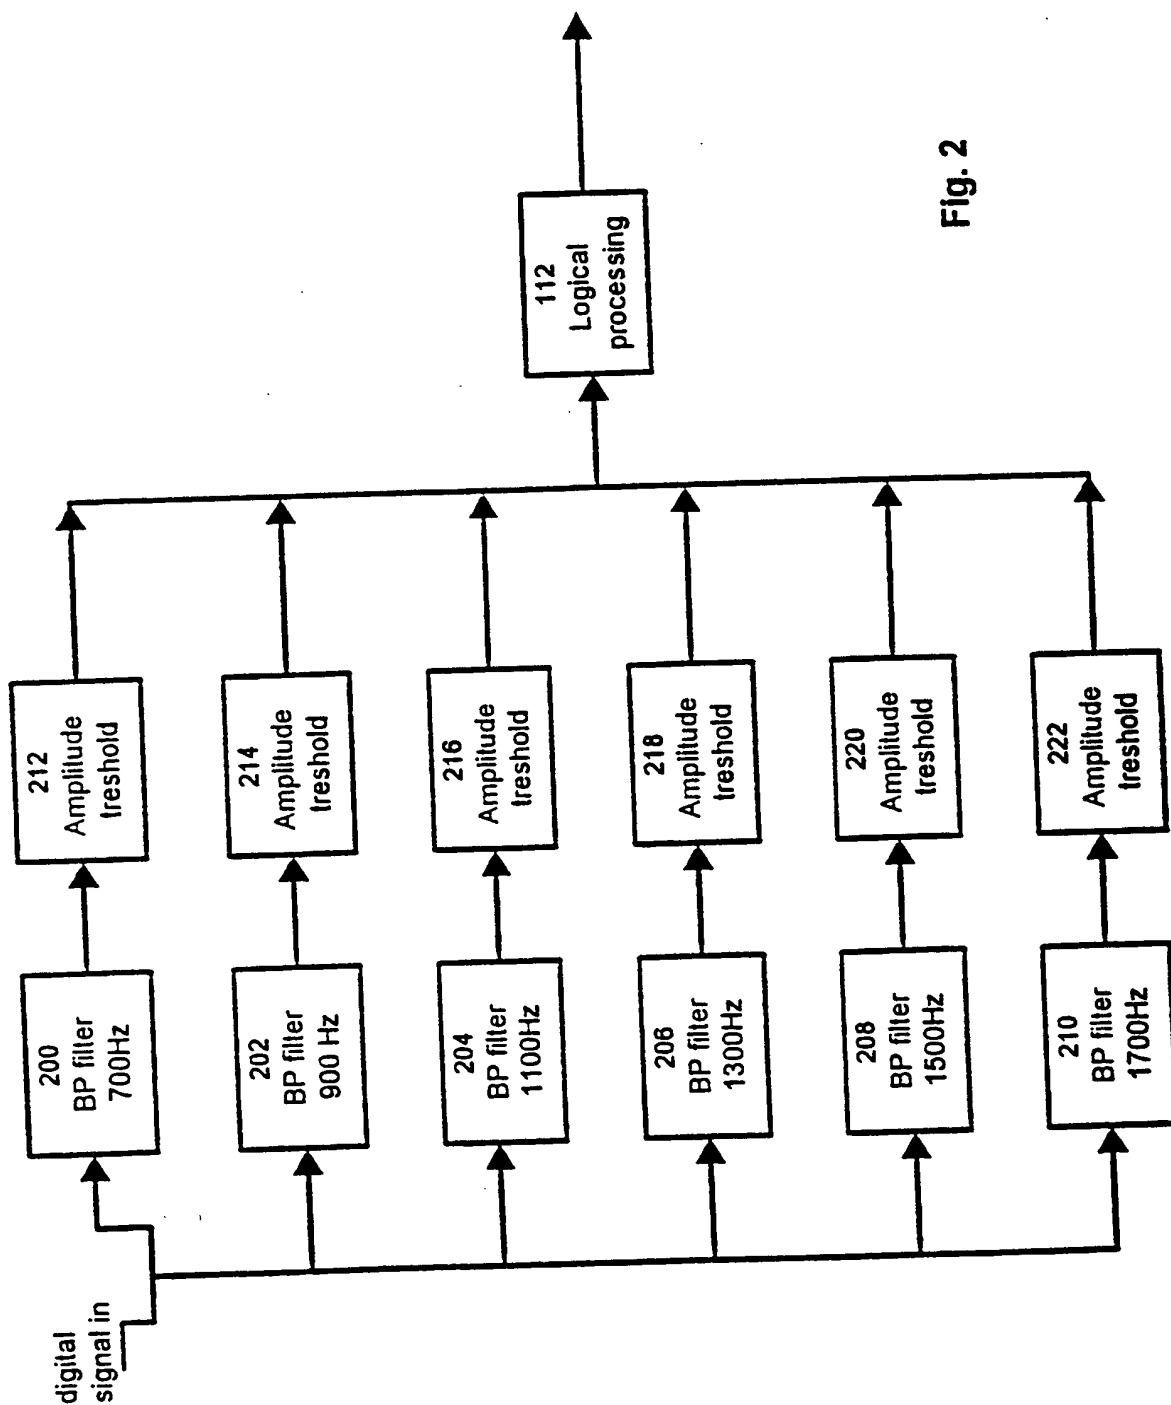 digital
signal in
200
BP filter
700Hz
212
Amplitude
treshold
202
BP filter
900 Hz
214
Amplitude
treshold
204
BP filter
1100Hz
216
Amplitude
treshold
206
BP filter
1300Hz
218
Amplitude
treshold
208
BP filter
1500Hz
220
Amplitude
treshold
210
BP filter
1700Hz
222
Amplitude
treshold
112
Logical
processing
Fig. 2